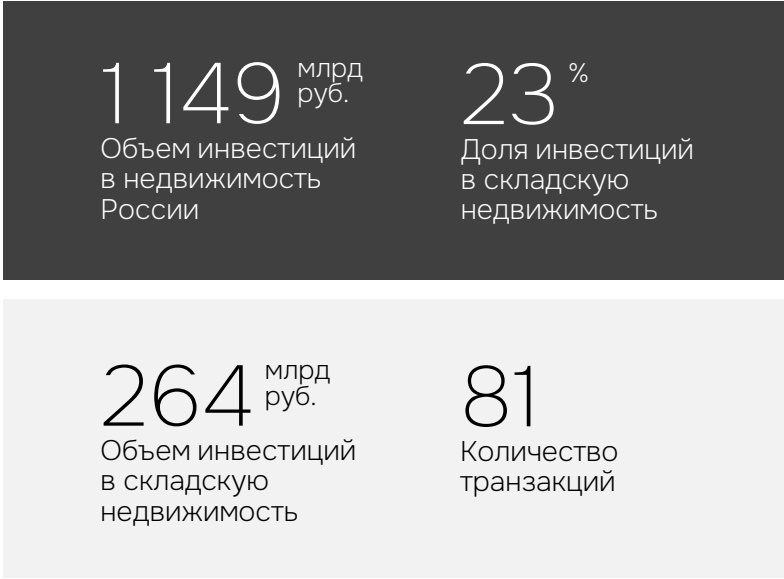 1 149 млрд
руб.
Объем инвестиций
в недвижимость
России
23 %
Доля инвестиций
в складскую
недвижимость
264 млрд
руб.
Объем инвестиций
в складскую
недвижимость
81
Количество
транзакций